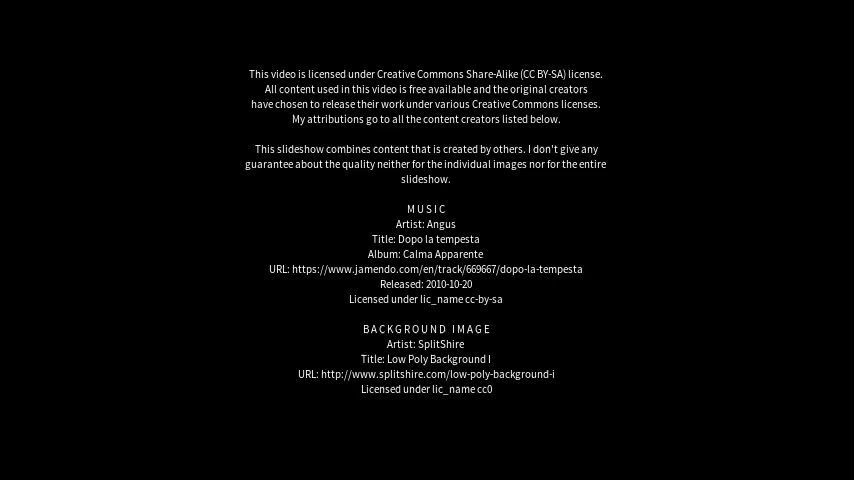 This video is licensed under Creative Commons Share-Alike (CC BY-SA) license.
All content used in this video is free available and the original creators
have chosen to release their work under various Creative Commons licenses.
My attributions go to all the content creators listed below.
This slideshow combines content that is created by others. I don't give any
guarantee about the quality neither for the individual images nor for the entire
slideshow.
MUSIC
Artist: Angus
Title: Dopo la tempesta
Album: Calma Apparente
URL: https://www.jamendo.com/en/track/669667/dopo-la-tempesta
Released: 2010-10-20
Licensed under lic_name cc-by-sa
BACKGROUND IMAGE
Artist: SplitShire
Title: Low Poly Background I
URL: http://www.splitshire.com/low-poly-background-i
Licensed under lic_name cc0